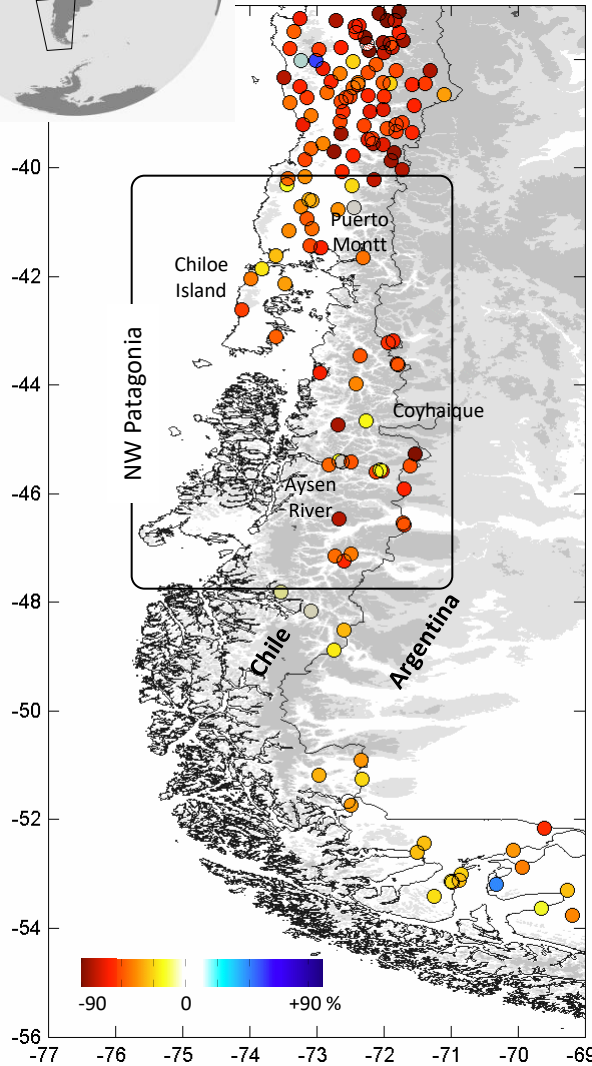 -40
Puerto
Montt
Chiloe
Island
-42
NW Patagonia
-44
Coyhaique
Aysen
River
-46
-48
Chile
Argentina
-50
-52
-54
-90 0 +90 %
-56
-77 -76 -75 -74 -73 -72 -71 -70 -69